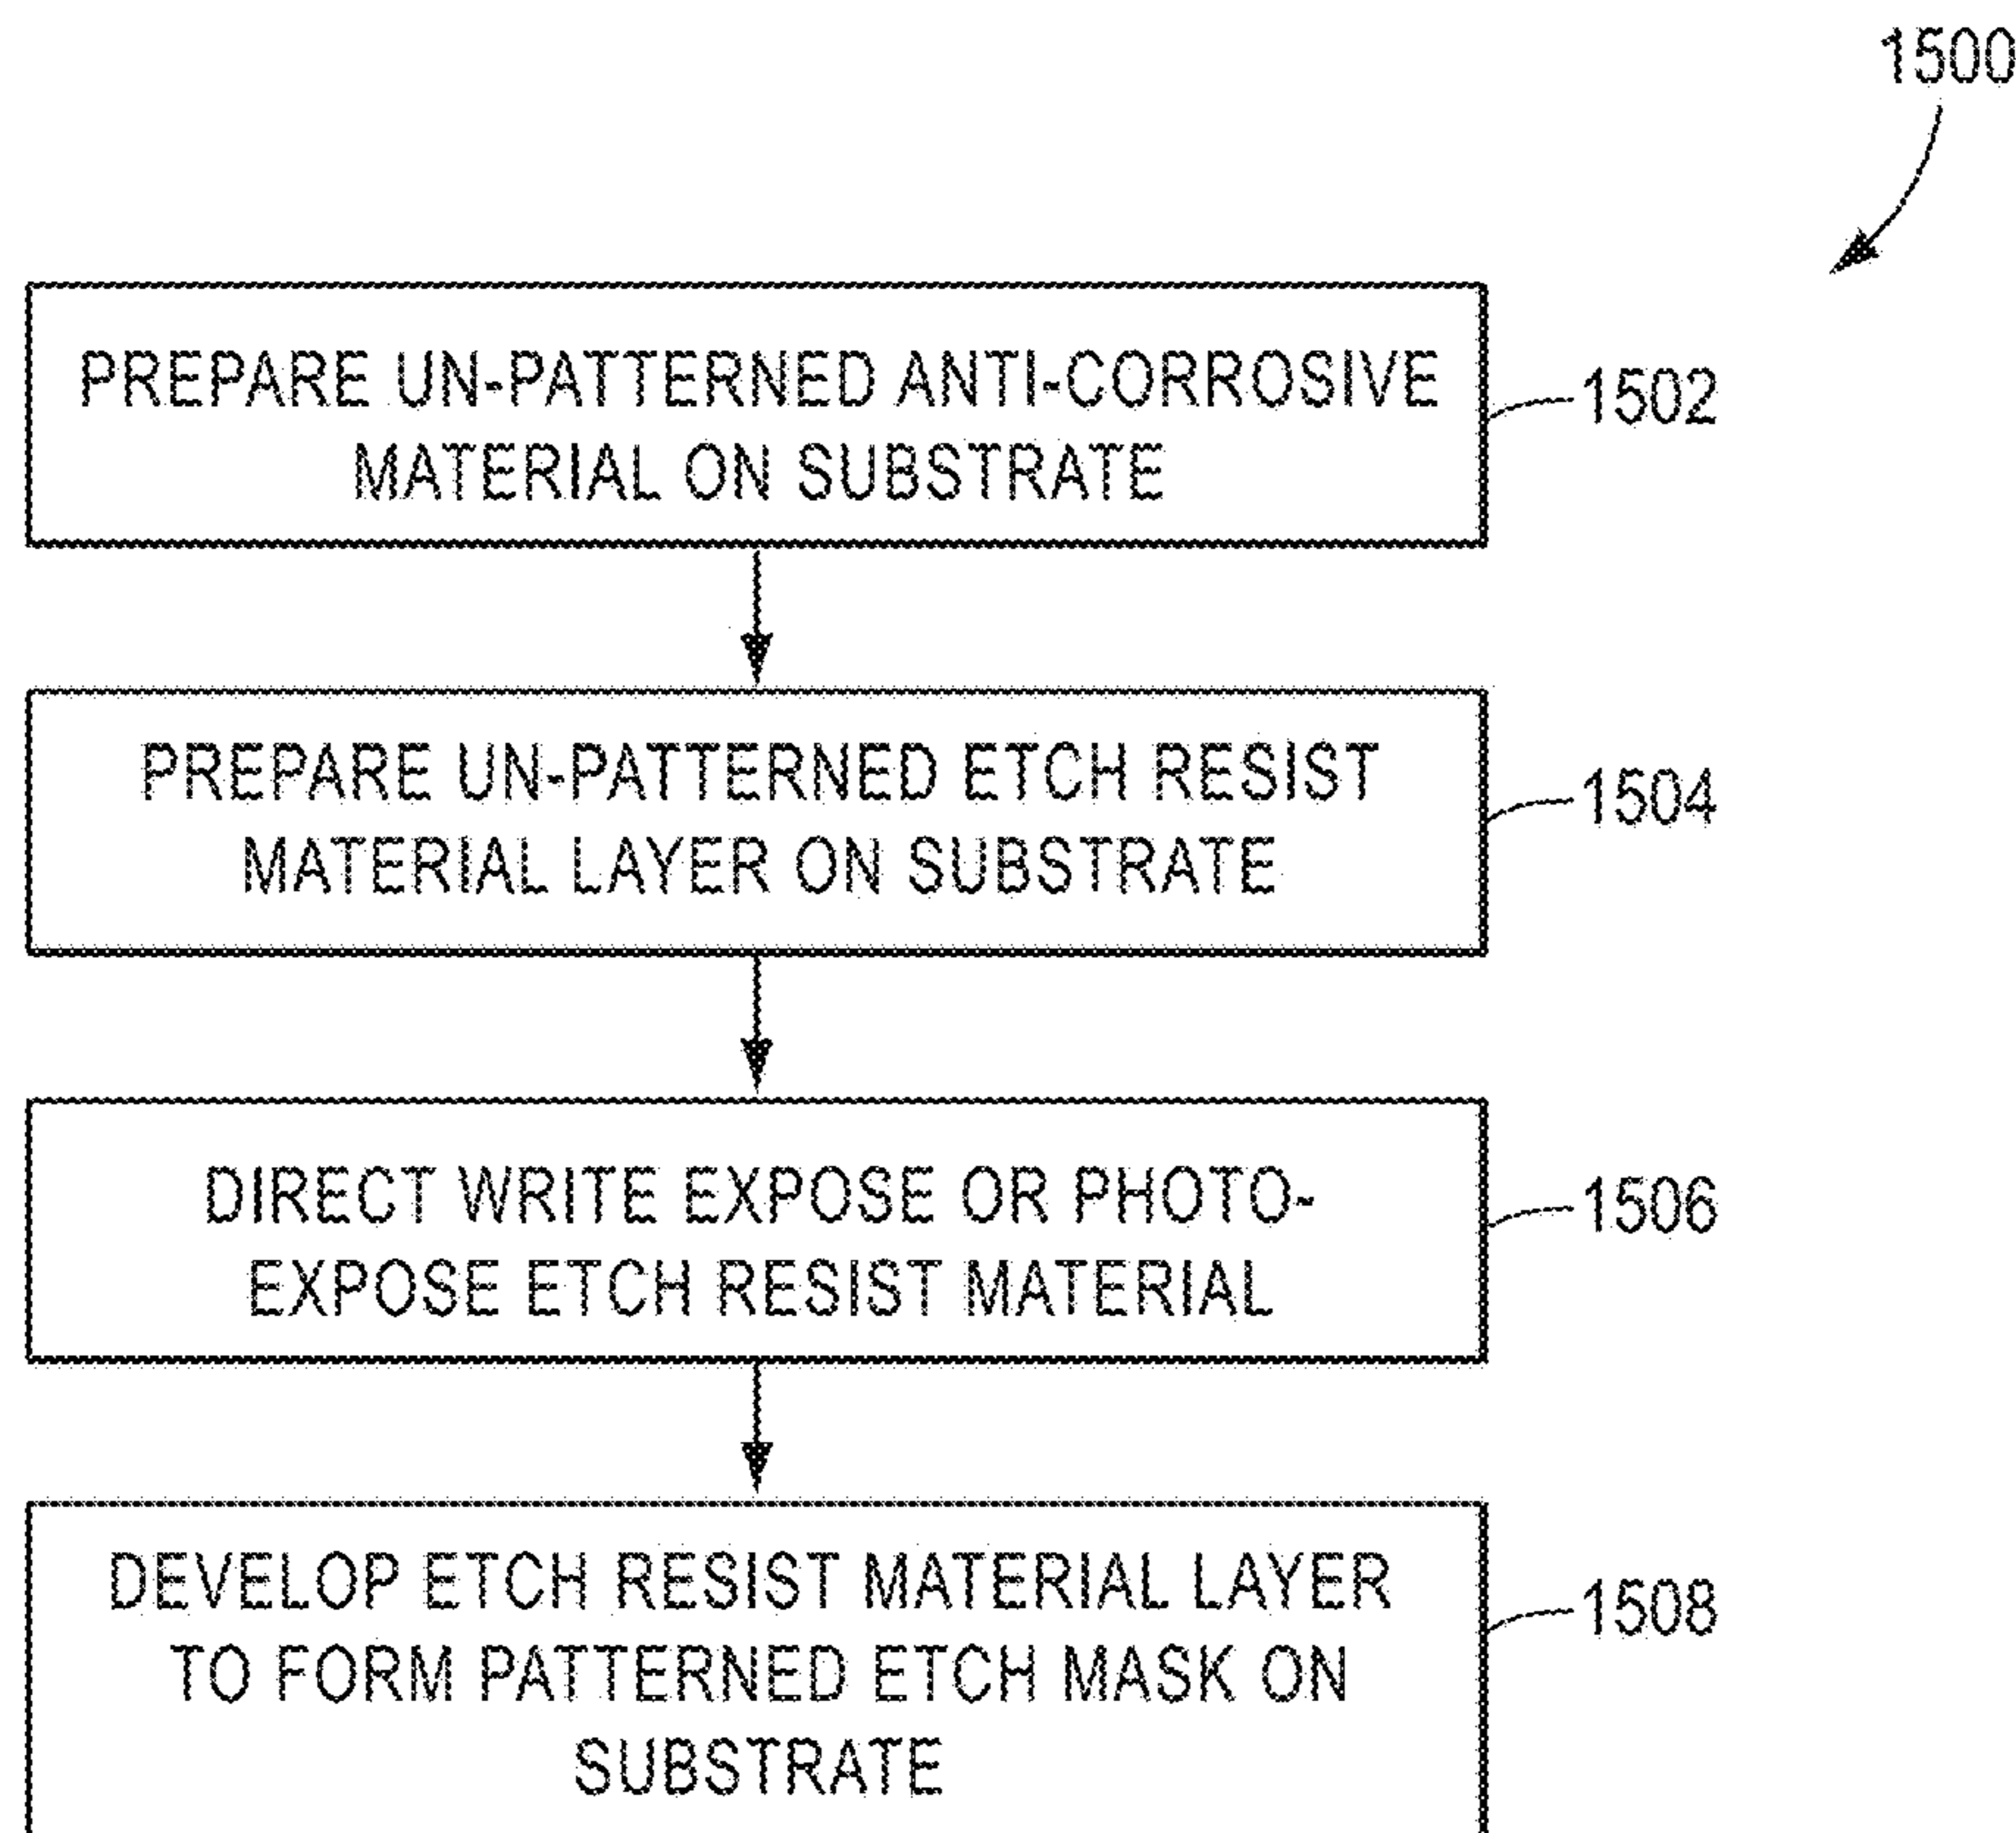 1500
PREPARE UN-PATTERNED ANTI-CORROSIVE
MATERIAL ON SUBSTRATE
1502
PREPARE UN-PATTERNED ETCH RESIST
MATERIAL LAYER ON SUBSTRATE
1504
DIRECT WRITE EXPOSE OR PHOTO-
EXPOSE ETCH RESIST MATERIAL
1506
DEVELOP ETCH RESIST MATERIAL LAYER
TO FORM PATTERNED ETCH MASK ON
SUBSTRATE
1508